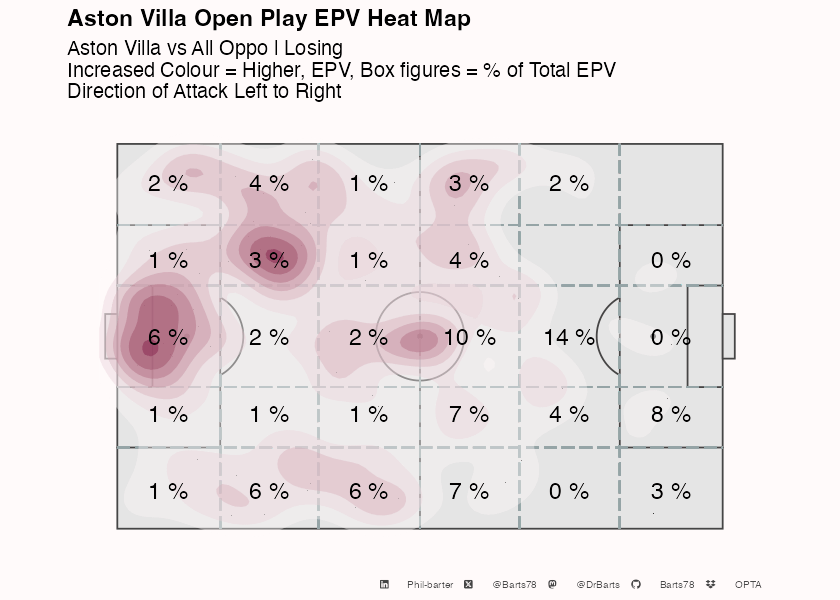 Aston Villa Open Play EPV Heat Map
Aston Villa vs All Oppo | Losing
Increased Colour = Higher, EPV, Box figures = % of Total EPV
Direction of Attack Left to Right
2 % 4 % 1 % 3 % 2 %
1 % 3 % 1 % 4 % 0 %
6 % 2 % 2 % 10 % 14 % 0 %
1 % 1 % 1 % 7 % 4 % 8 %
1 % 6 % 6 % 7 % 0 % 3 %
Phil-barter @Barts78 @DrBarts Barts78 OPTA